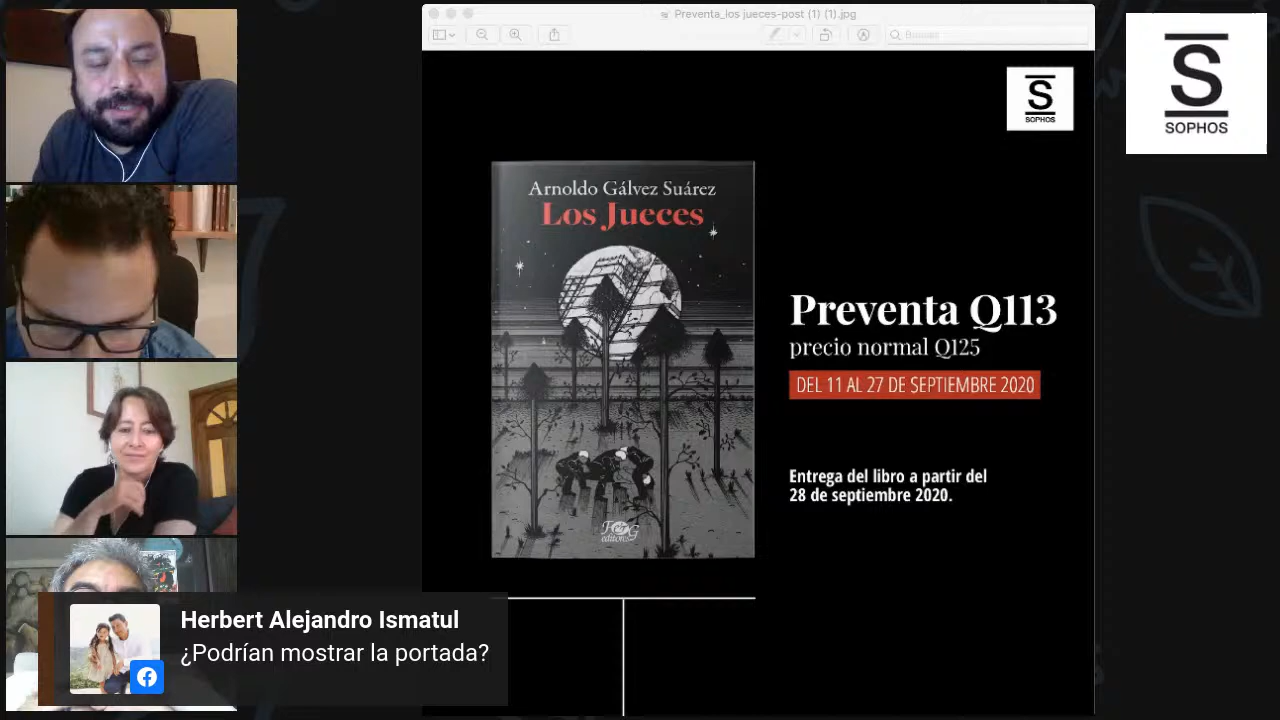 Preventa_los jueces-post (1) (1).jpg
Buscar
S
SOPHOS
S
SOPHOS
Arnoldo Gálvez Suárez
Los Jueces
F&G
editores
Preventa Q113
precio normal Q125
DEL 11 AL 27 DE SEPTIEMBRE 2020
Entrega del libro a partir del
28 de septiembre 2020.
Herbert Alejandro Ismatul
¿Podrían mostrar la portada?